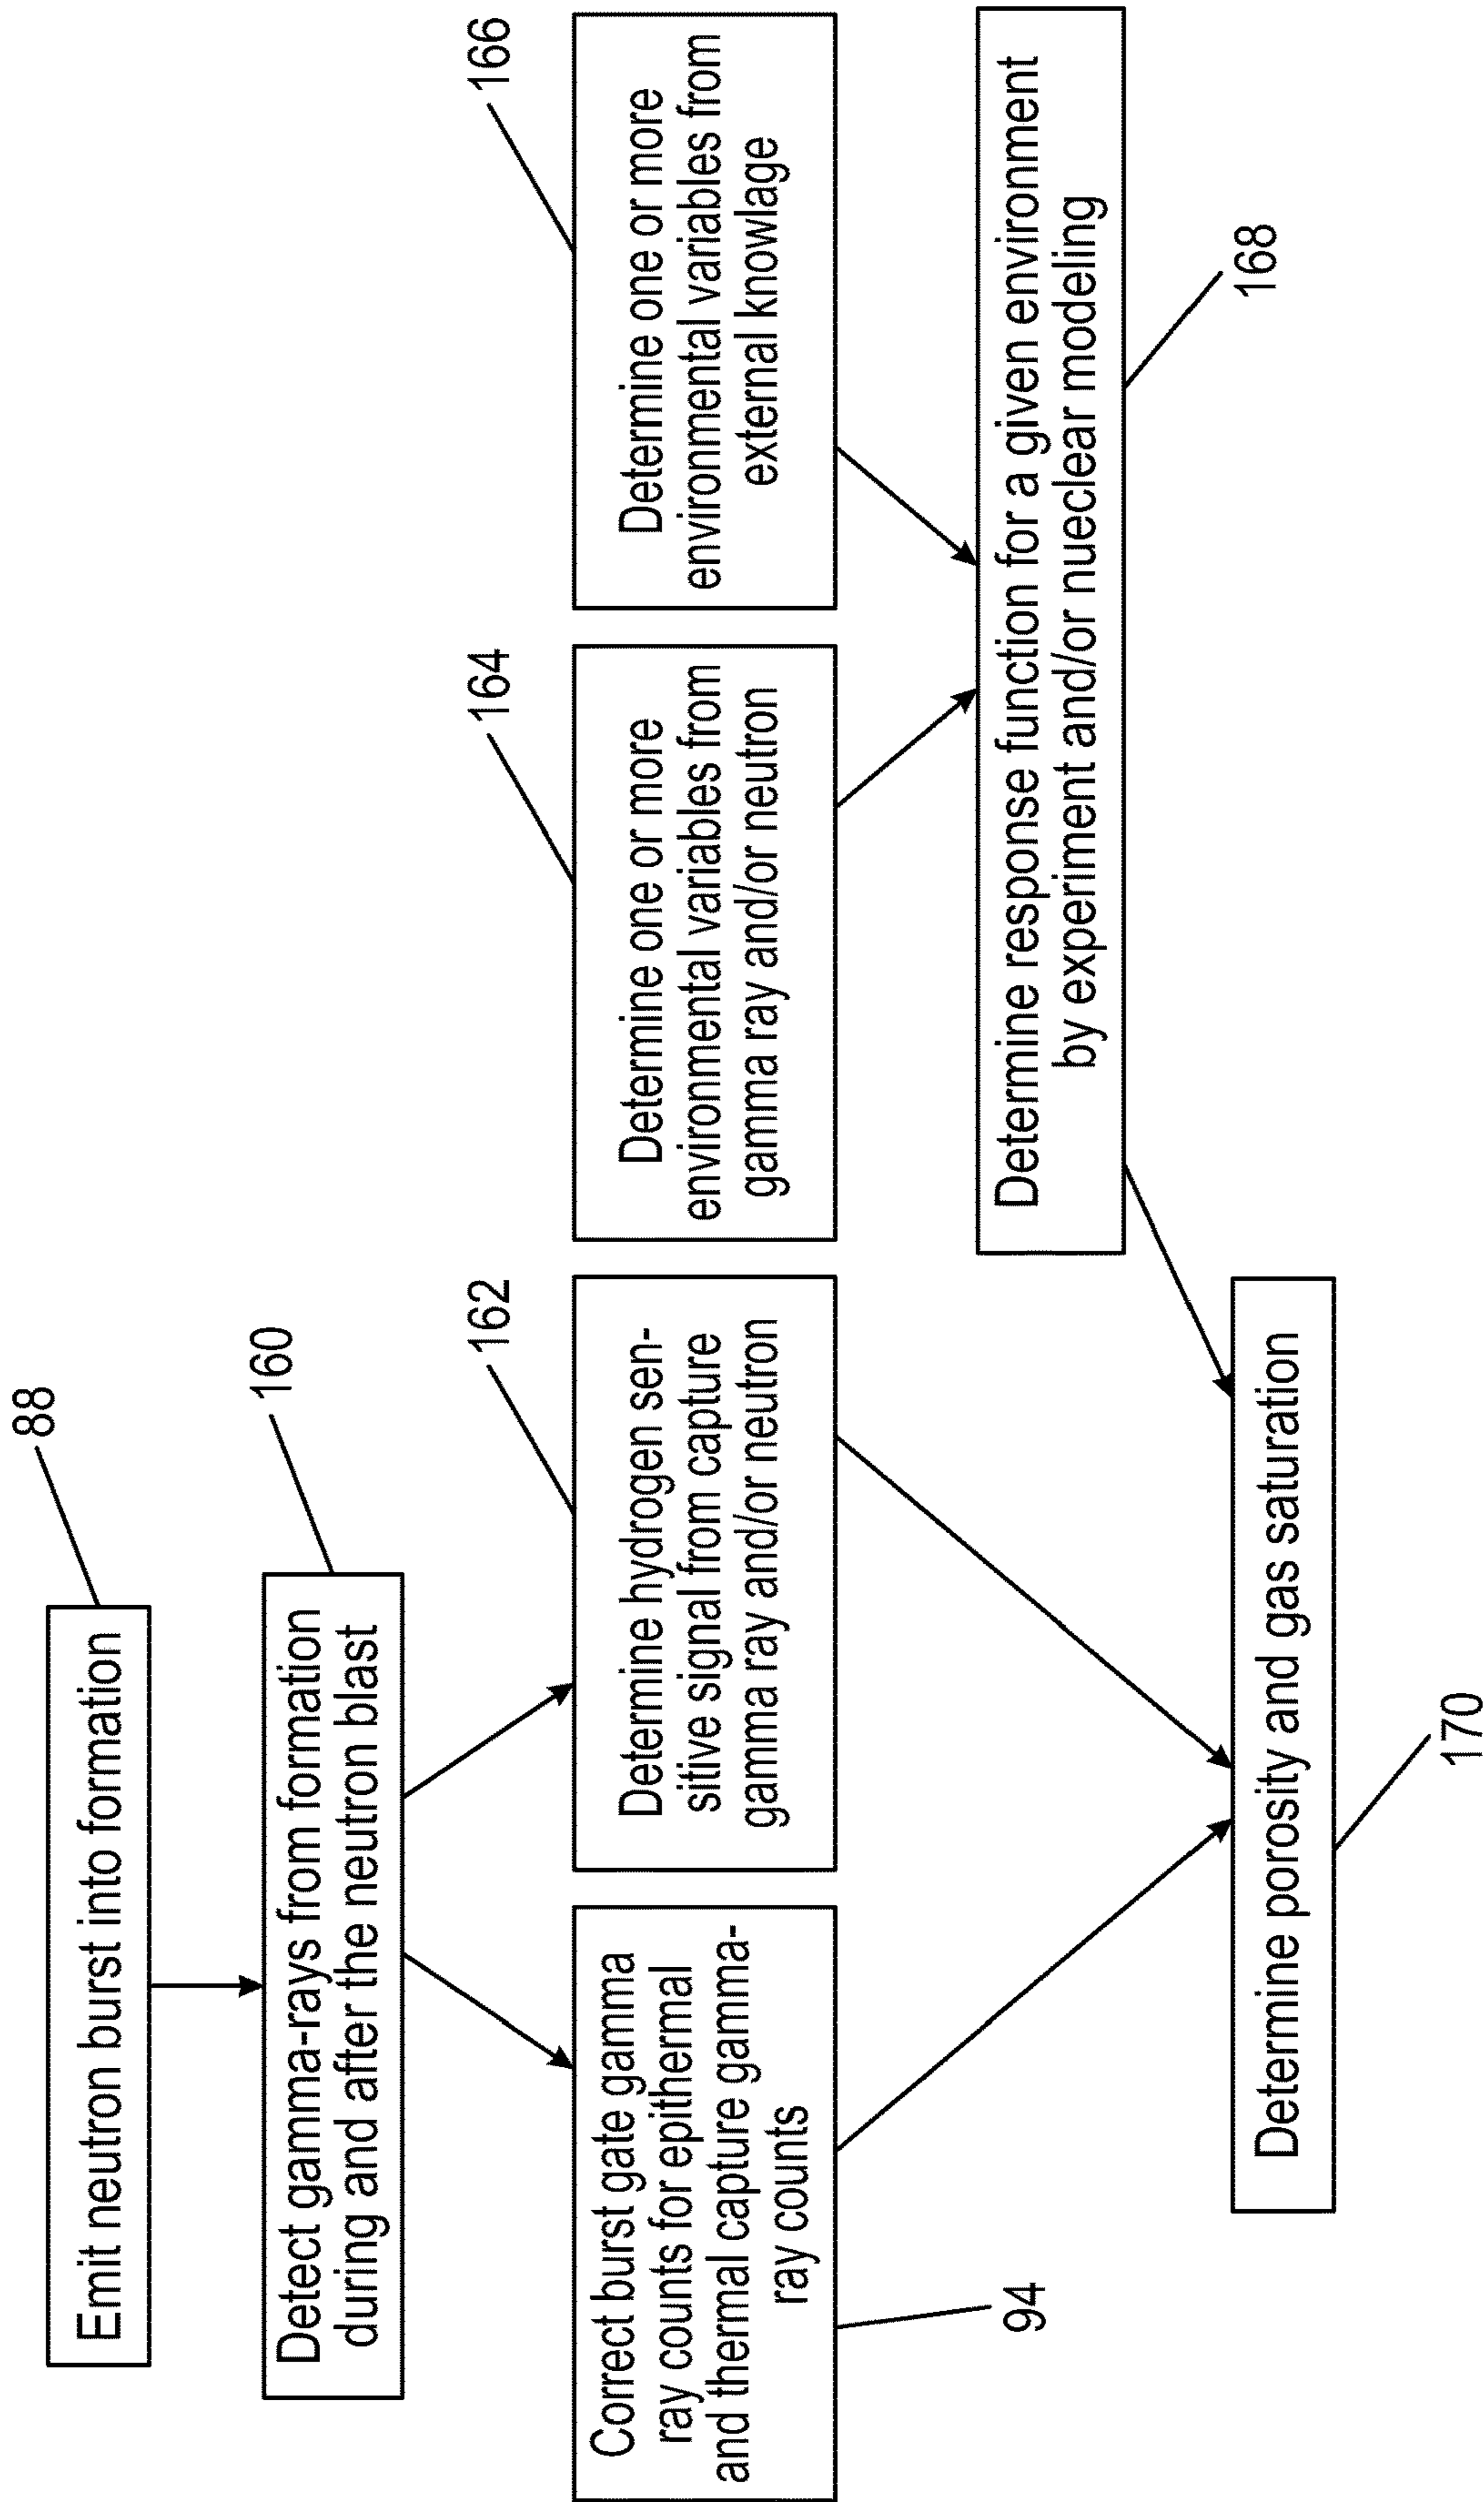 88
Emit neutron burst into formation
160
Detect gamma-rays from formation
during and after the neutron blast
Correct burst gate gamma
ray counts for epithermal
and thermal capture gamma-
ray counts
94
162
Determine hydrogen sen-
sitive signal from capture
gamma ray and/or neutron
164
Determine one or more
environmental variables from
gamma ray and/or neutron
166
Determine one or more
environmental variables from
external knowlage
Determine response function for a given environment
by experiment and/or nueclear modeling
168
Determine porosity and gas saturation
170